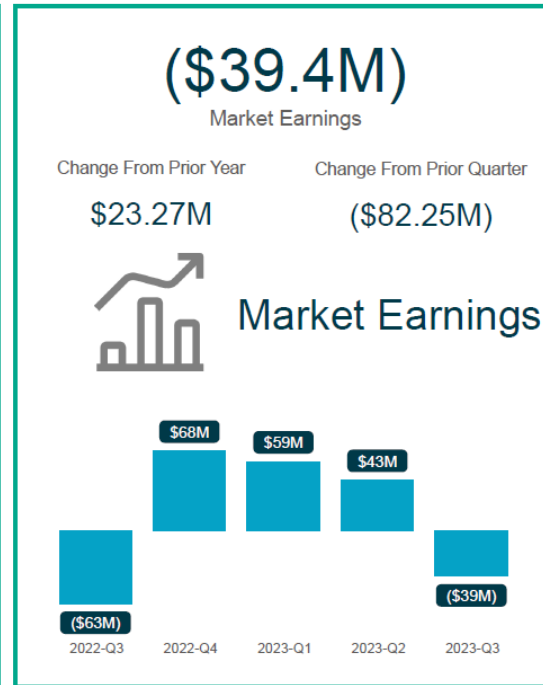 ($39.4M)
Market Earnings
Change From Prior Year
$23.27M
Change From Prior Quarter
($82.25M)
Market Earnings
$68M
$59M
$43M
($63M)
($39M)
2022-Q3
2022-Q4
2023-Q1
2023-Q2
2023-Q3